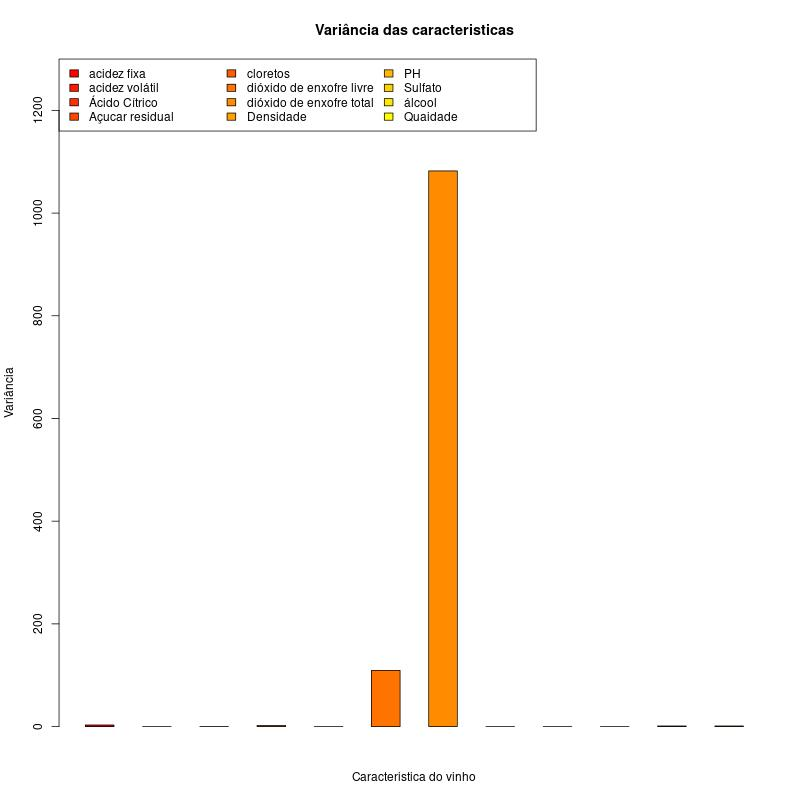 Variância das caracteristicas
acidez fixa
acidez volátil
Ácido Cítrico
Açucar residual
cloretos
dióxido de enxofre livre
dióxido de enxofre total
Densidade
PH
Sulfato
álcool
Quaidade
1200
1000
800
600
400
200
0
Variância
Caracteristica do vinho